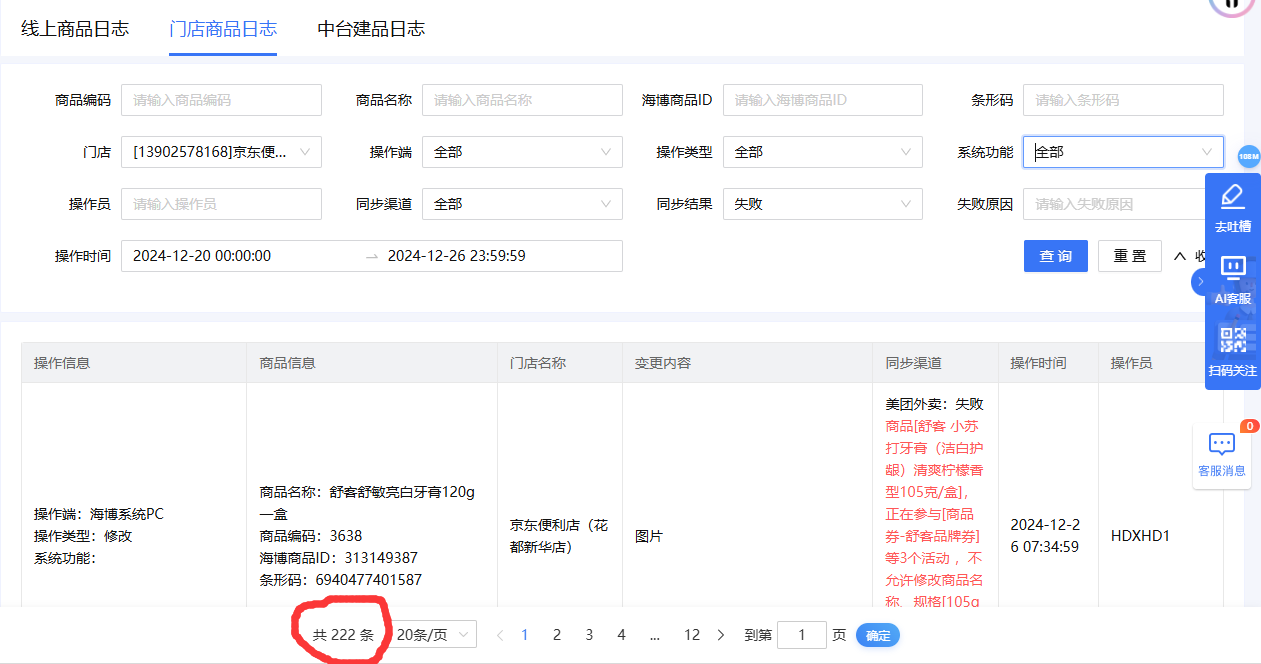 线上商品日志 门店商品日志 中台建品日志
商品编码 请输入商品编码 商品名称 请输入商品名称 海博商品ID 请输入海博商品ID 条形码 请输入条形码
门店 [13902578168]京东便... 操作端 全部 操作类型 全部 系统功能 全部
108M
操作员 请输入操作员 同步渠道 全部 同步结果 失败 失败原因 请输入失败原因
去吐槽
操作时间 2024-12-20 00:00:00 → 2024-12-26 23:59:59 查询 重置 收
AI客服
扫码关注
操作信息 商品信息 门店名称 变更内容 同步渠道 操作时间 操作员
操作端：海博系统PC
操作类型：修改
系统功能：
商品名称：舒客舒敏亮白牙膏120g
一盒
商品编码：3638
海博商品ID：313149387
条形码：6940477401587
京东便利店（花
都新华店）
图片
美团外卖：失败
商品[舒客 小苏
打牙膏（洁白护
龈）清爽柠檬香
型105克/盒]，
正在参与[商品
券-舒客品牌券]
等3个活动 ，不
允许修改商品名
称、规格[105g
2024-12-2
6 07:34:59
HDXHD1
0
客服消息
共 222 条 20条/页 < 1 2 3 4 ... 12 > 到第 1 页 确定